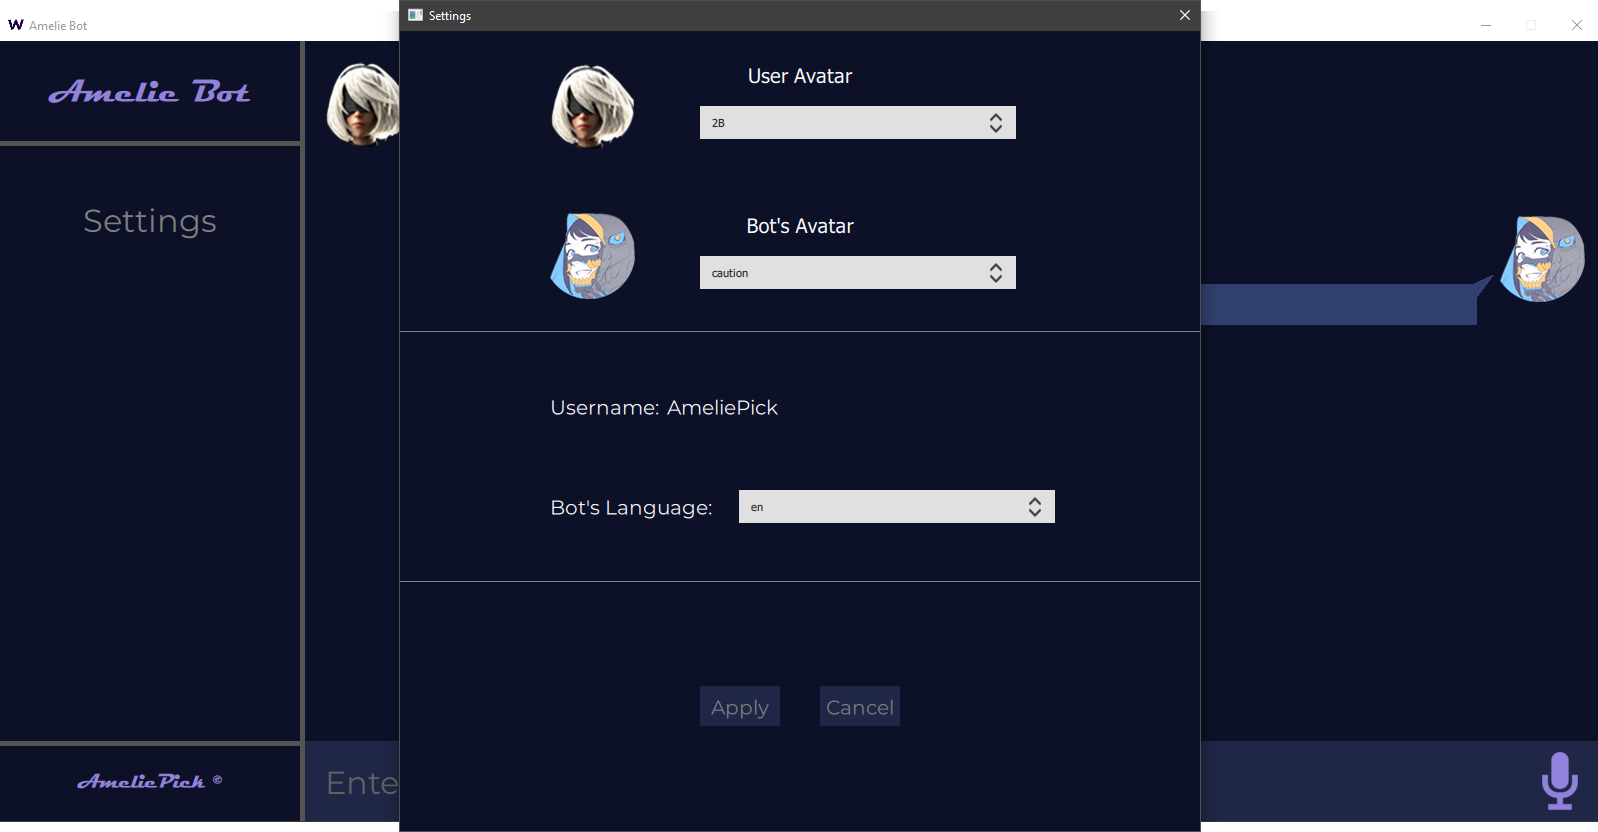 Amelie Bot
Settings
Amelie Bot
Settings
AmeliePick ©
User Avatar
2B
Bot's Avatar
caution
Username: AmeliePick
Bot's Language:
en
Apply
Cancel
Ente